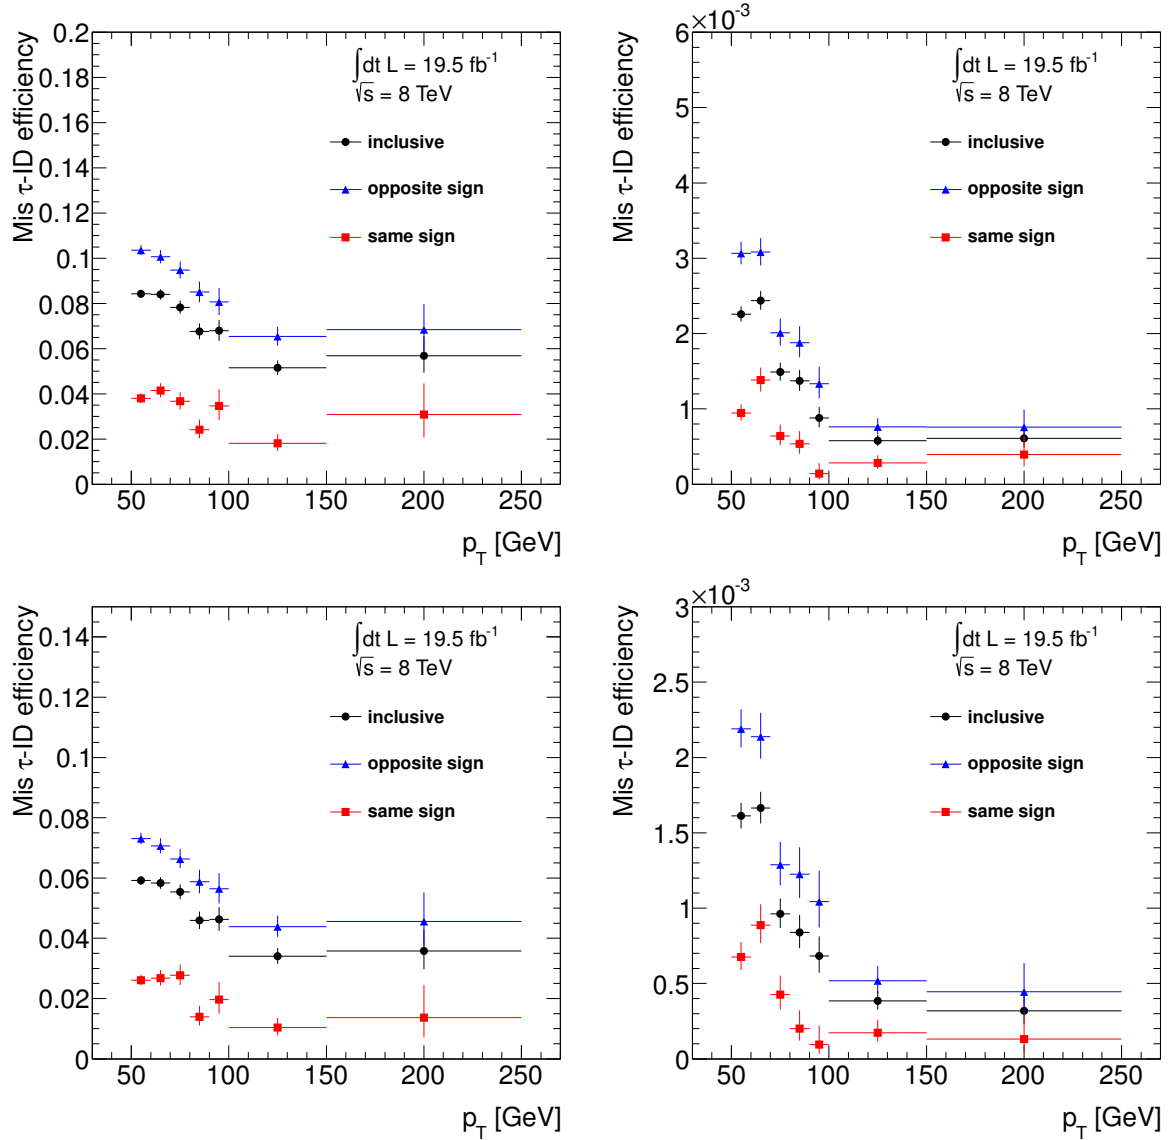 Mis τ-ID efficiency
0.2
0.18
0.16
0.14
0.12
0.1
0.08
0.06
0.04
0.02
0
∫dt L = 19.5 fb⁻¹
√s = 8 TeV
inclusive
opposite sign
same sign
50 100 150 200 250
p_T [GeV]
×10⁻³
Mis τ-ID efficiency
6
5
4
3
2
1
0
∫dt L = 19.5 fb⁻¹
√s = 8 TeV
inclusive
opposite sign
same sign
50 100 150 200 250
p_T [GeV]
Mis τ-ID efficiency
0.14
0.12
0.1
0.08
0.06
0.04
0.02
0
∫dt L = 19.5 fb⁻¹
√s = 8 TeV
inclusive
opposite sign
same sign
50 100 150 200 250
p_T [GeV]
×10⁻³
Mis τ-ID efficiency
3
2.5
2
1.5
1
0.5
0
∫dt L = 19.5 fb⁻¹
√s = 8 TeV
inclusive
opposite sign
same sign
50 100 150 200 250
p_T [GeV]